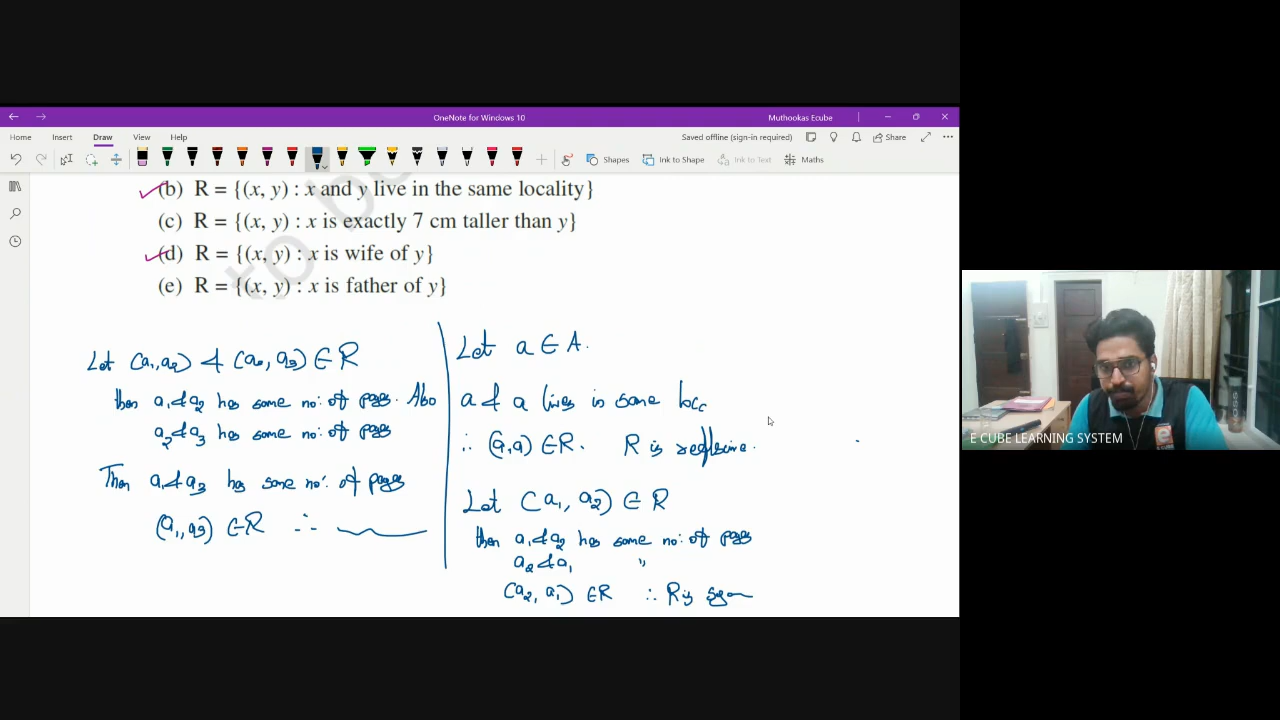 OneNote for Windows 10
Muthookas Ecube
Home Insert Draw View Help
Saved offline (sign-in required)
Share
Shapes
Ink to Shape
Ink to Text
Maths
to b
(b) R = {(x, y) : x and y live in the same locality}
(c) R = {(x, y) : x is exactly 7 cm taller than y}
(d) R = {(x, y) : x is wife of y}
(e) R = {(x, y) : x is father of y}
Let (a₁, a₂) & (a₂, a₃) ∈ R
then a₁ & a₂ has same no: of pages. Also
a₂ & a₃ has same no: of pages
Then a₁ & a₃ has same no: of pages
(a₁, a₃) ∈ R ∴
Let a ∈ A.
a & a lives in same loc
∴ (a, a) ∈ R. R is reflexive.
Let (a₁, a₂) ∈ R
then a₁ & a₂ has same no: of pages
a₂ & a₁ "
(a₂, a₁) ∈ R ∴ R is sym
E CUBE LEARNING SYSTEM